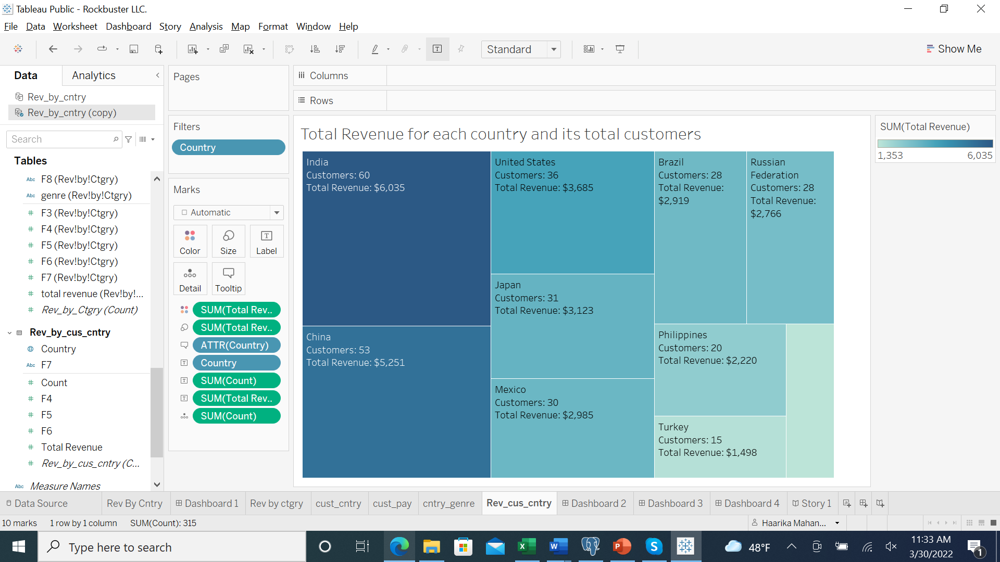 Tableau Public - Rockbuster LLC.
File Data Worksheet Dashboard Story Analysis Map Format Window Help
Standard
Show Me
Data
Analytics
Rev_by_cntry
Rev_by_cntry (copy)
Search
Tables
Abc F8 (Rev!by!Ctgry)
Abc genre (Rev!by!Ctgry)
# F3 (Rev!by!Ctgry)
# F4 (Rev!by!Ctgry)
# F5 (Rev!by!Ctgry)
# F6 (Rev!by!Ctgry)
# F7 (Rev!by!Ctgry)
# total revenue (Rev!by!...
# Rev_by_Ctgry (Count)
Rev_by_cus_cntry
Country
Abc F7
# Count
# F4
# F5
# F6
# Total Revenue
# Rev_by_cus_cntry (C...
Abc Measure Names
Pages
Filters
Country
Marks
Automatic
Color
Size
T
Label
Detail
Tooltip
SUM(Total Rev..
SUM(Total Rev..
ATTR(Country)
T Country
T SUM(Count)
T SUM(Total Rev..
SUM(Count)
Columns
Rows
Total Revenue for each country and its total customers
India
Customers: 60
Total Revenue: $6,035
China
Customers: 53
Total Revenue: $5,251
United States
Customers: 36
Total Revenue: $3,685
Japan
Customers: 31
Total Revenue: $3,123
Mexico
Customers: 30
Total Revenue: $2,985
Brazil
Customers: 28
Total Revenue:
$2,919
Russian
Federation
Customers: 28
Total Revenue:
$2,766
Philippines
Customers: 20
Total Revenue: $2,220
Turkey
Customers: 15
Total Revenue: $1,498
SUM(Total Revenue)
1,353 6,035
Data Source
Rev By Cntry
Dashboard 1
Rev by ctgry
cust_cntry
cust_pay
cntry_genre
Rev_cus_cntry
Dashboard 2
Dashboard 3
Dashboard 4
Story 1
10 marks 1 row by 1 column SUM(Count): 315
Haarika Mahan...
Type here to search
48°F
11:33 AM
3/30/2022
1